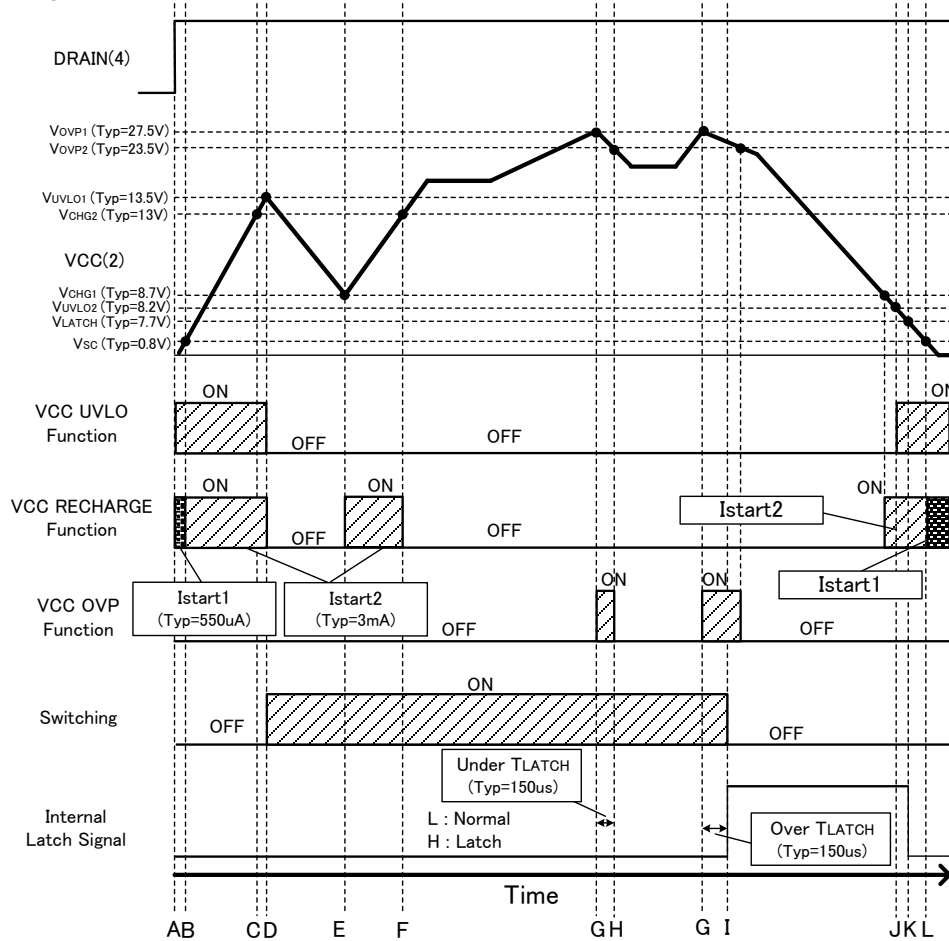 DRAIN(4)
VOVP1 (Typ=27.5V)
VOVP2 (Typ=23.5V)
VUVLO1 (Typ=13.5V)
VCHG2 (Typ=13V)
VCC(2)
VCHG1 (Typ=8.7V)
VUVLO2 (Typ=8.2V)
VLATCH (Typ=7.7V)
VSC (Typ=0.8V)
VCC UVLO
Function
ON
OFF
OFF
ON
VCC RECHARGE
Function
ON
OFF
ON
OFF
ON
Istart2
Istart1
VCC OVP
Function
Istart1
(Typ=550uA)
Istart2
(Typ=3mA)
OFF
ON
ON
OFF
Switching
OFF
ON
OFF
Under TLATCH
(Typ=150us)
Internal
Latch Signal
L : Normal
H : Latch
Over TLATCH
(Typ=150us)
Time
A B C D E F G H G I J K L